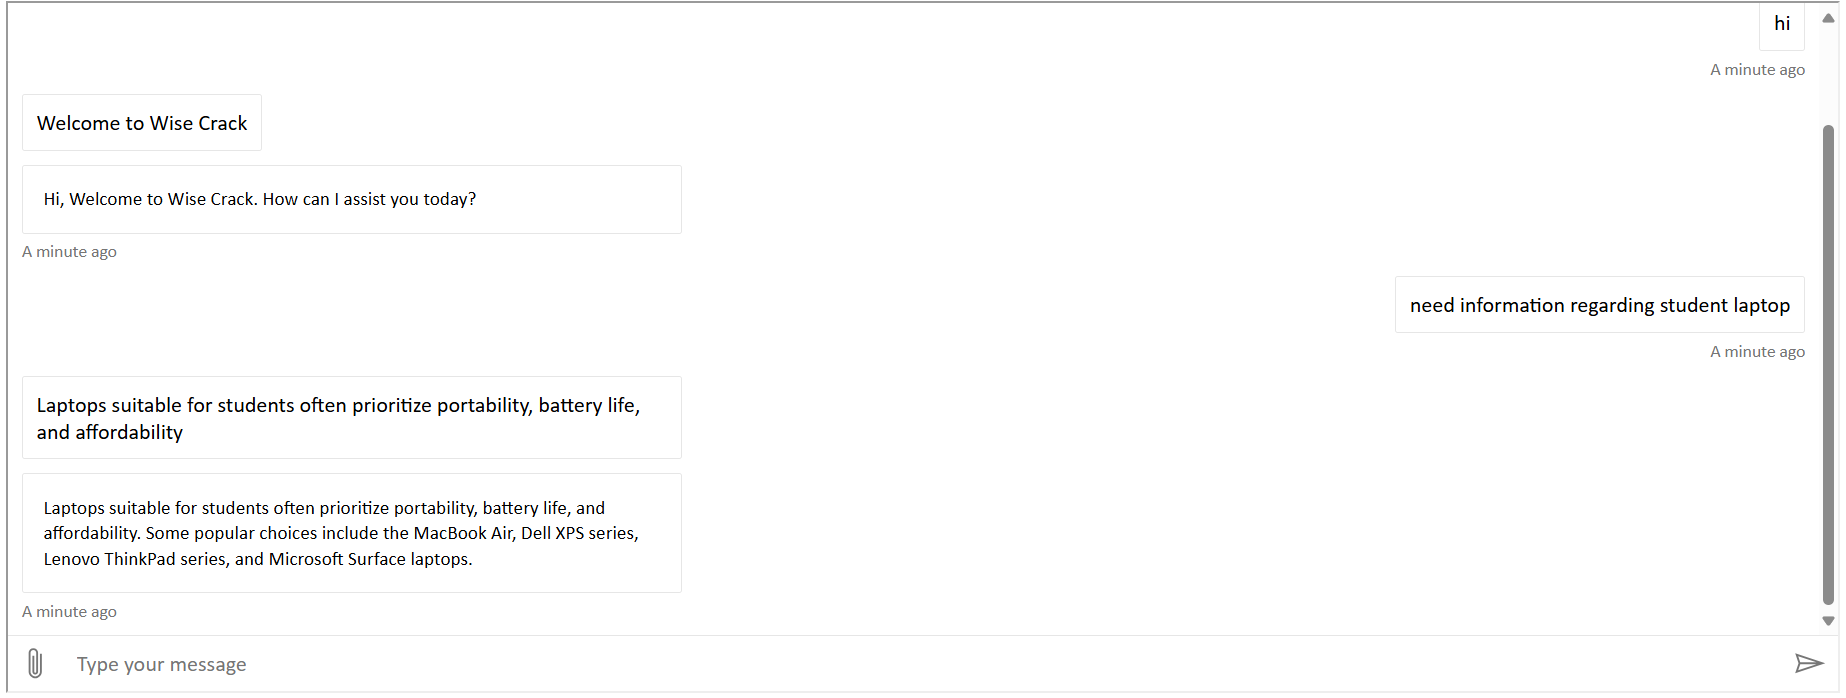 hi
A minute ago
Welcome to Wise Crack
Hi, Welcome to Wise Crack. How can I assist you today?
A minute ago
need information regarding student laptop
A minute ago
Laptops suitable for students often prioritize portability, battery life,
and affordability
Laptops suitable for students often prioritize portability, battery life, and
affordability. Some popular choices include the MacBook Air, Dell XPS series,
Lenovo ThinkPad series, and Microsoft Surface laptops.
A minute ago
Type your message